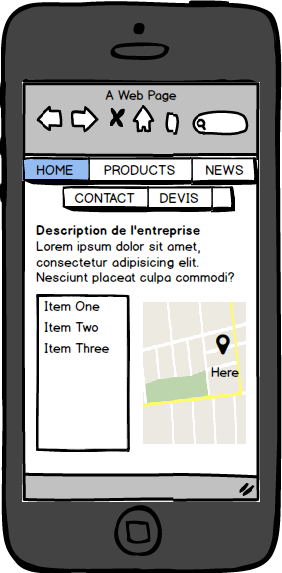 A Web Page
HOME PRODUCTS NEWS
CONTACT DEVIS
Description de l'entreprise
Lorem ipsum dolor sit amet,
consectetur adipisicing elit.
Nesciunt placeat culpa commodi?
Item One
Item Two
Item Three
Here